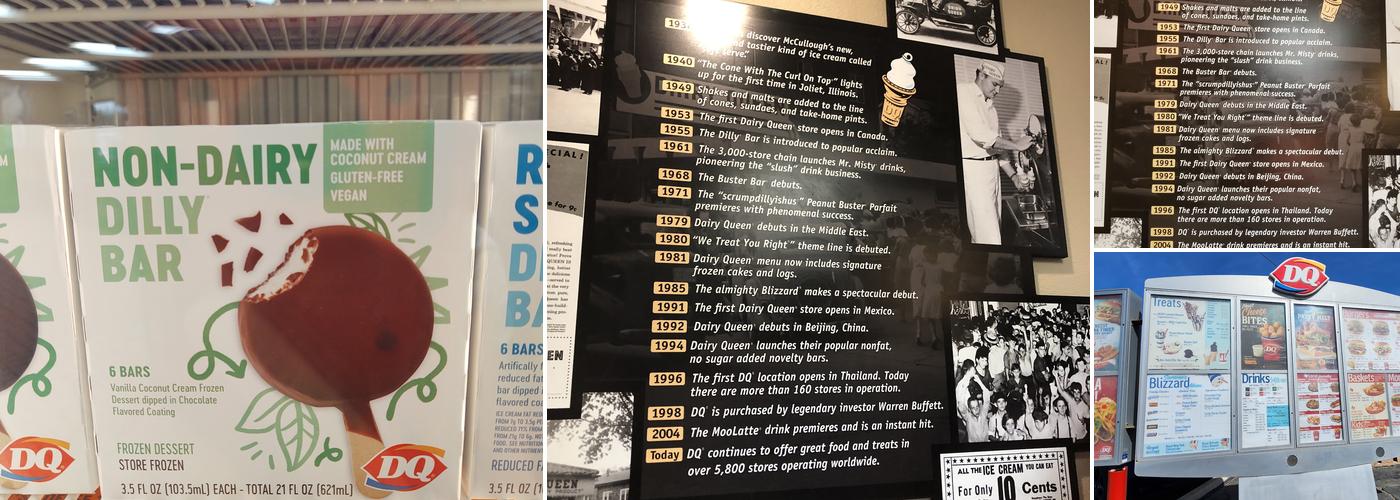 NON-DAIRY
DILLY
BAR
MADE WITH
COCONUT CREAM
GLUTEN-FREE
VEGAN
6 BARS
Vanilla Coconut Cream Frozen
Dessert dipped in Chocolate
Flavored Coating
FROZEN DESSERT
STORE FROZEN
DQ
DQ
3.5 FL OZ (103.5mL) EACH - TOTAL 21 FL OZ (621mL)
6 BARS
discover McCullough's new,
and tastier kind of ice cream called
1940 "The Cone With The Curl On Top" lights
up for the first time in Joliet, Illinois.
1949 Shakes and malts are added to the line
of cones, sundaes, and take-home pints.
1953 The first Dairy Queen store opens in Canada.
1955 The Dilly Bar is introduced to popular acclaim.
1961 The 3,000-store chain launches Mr. Misty drinks,
pioneering the "slush" drink business.
1968 The Buster Bar debuts.
1971 The "scrumpdillyishus" Peanut Buster Parfait
premieres with phenomenal success.
1979 Dairy Queen debuts in the Middle East.
1980 "We Treat You Right" theme line is debuted.
1981 Dairy Queen menu now includes signature
frozen cakes and logs.
1985 The almighty Blizzard makes a spectacular debut.
1991 The first Dairy Queen store opens in Mexico.
1992 Dairy Queen debuts in Beijing, China.
1994 Dairy Queen launches their popular nonfat,
no sugar added novelty bars.
1996 The first DQ location opens in Thailand. Today
there are more than 160 stores in operation.
1998 DQ is purchased by legendary investor Warren Buffett.
2004 The MooLatte drink premieres and is an instant hit.
Today DQ continues to offer great food and treats in
over 5,800 stores operating worldwide.
ALL THE ICE CREAM YOU CAN EAT
For Only 10 Cents
1949 Shakes and malts are added to the line
of cones, sundaes, and take-home pints.
1953 The first Dairy Queen store opens in Canada.
1955 The Dilly Bar is introduced to popular acclaim.
1961 The 3,000-store chain launches Mr. Misty drinks,
pioneering the "slush" drink business.
1968 The Buster Bar debuts.
1971 The "scrumpdillyishus" Peanut Buster Parfait
premieres with phenomenal success.
1979 Dairy Queen debuts in the Middle East.
1980 "We Treat You Right" theme line is debuted.
1981 Dairy Queen menu now includes signature
frozen cakes and logs.
1985 The almighty Blizzard makes a spectacular debut.
1991 The first Dairy Queen store opens in Mexico.
1992 Dairy Queen debuts in Beijing, China.
1994 Dairy Queen launches their popular nonfat,
no sugar added novelty bars.
1996 The first DQ location opens in Thailand. Today
there are more than 160 stores in operation.
1998 DQ is purchased by legendary investor Warren Buffett.
2004 The MooLatte drink premieres and is an instant hit.
DQ
Treats
Cheese
BITES
DQ
Blizzard
Drinks
Baskets